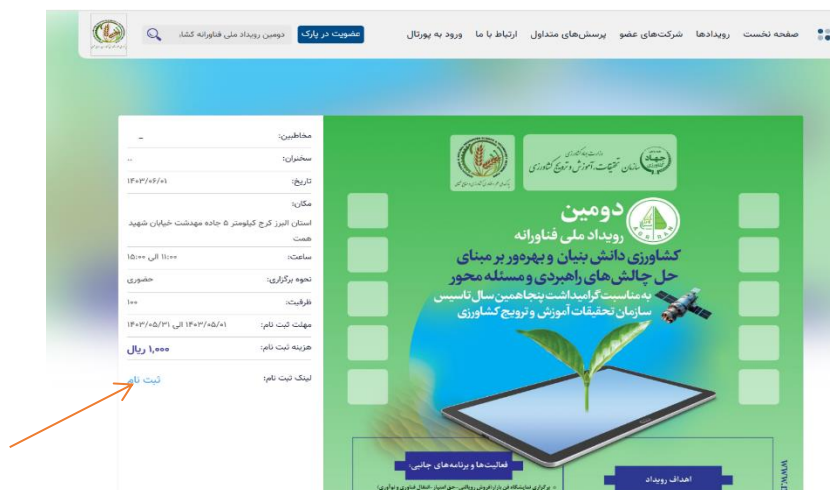 صفحه نخست رویدادها شرکت‌های عضو پرسش‌های متداول ارتباط با ما ورود به پورتال عضویت در پارک دومین رویداد ملی فناورانه کشا
سازمان تحقیقات، آموزش و ترویج کشاورزی
AGRIDAN
دومین
رویداد ملی فناورانه
کشاورزی دانش بنیان و بهره‌ور بر مبنای
حل چالش‌های راهبردی و مسئله محور
به مناسبت گرامیداشت پنجاهمین سال تاسیس
سازمان تحقیقات آموزش و ترویج کشاورزی
فعالیت‌ها و برنامه‌های جانبی:
اهداف رویداد
مخاطبین: _
سخنران: ..
تاریخ: ۱۴۰۳/۰۶/۰۱
مکان:
استان البرز کرج کیلومتر ۵ جاده مهدشت خیابان شهید
همت
ساعت: ۱۱:۰۰ الی ۱۵:۰۰
نحوه برگزاری: حضوری
ظرفیت: ۱۰۰
مهلت ثبت نام: ۱۴۰۳/۰۵/۰۱ الی ۱۴۰۳/۰۵/۳۱
هزینه ثبت نام: ۱,۰۰۰ ریال
لینک ثبت نام: ثبت نام